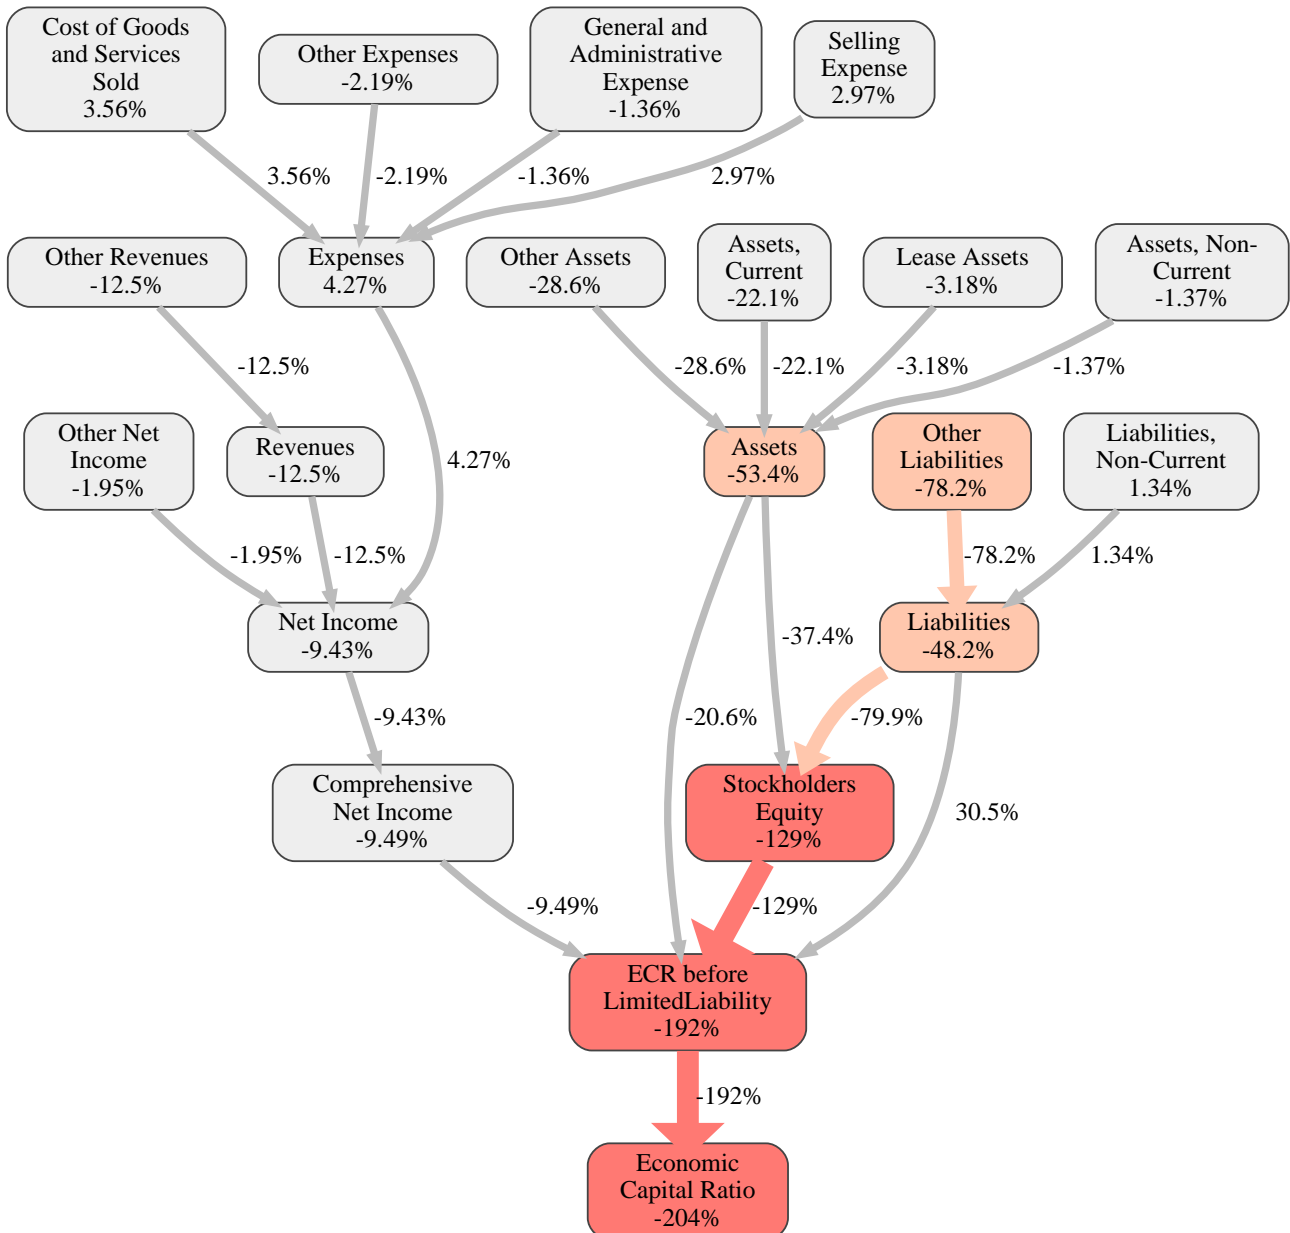 Cost of Goods
and Services
Sold
3.56%
Other Expenses
-2.19%
General and
Administrative
Expense
-1.36%
Selling
Expense
2.97%
3.56%
-2.19%
-1.36%
2.97%
Other Revenues
-12.5%
Expenses
4.27%
Other Assets
-28.6%
Assets,
Current
-22.1%
Lease Assets
-3.18%
Assets, Non-
Current
-1.37%
-12.5%
-28.6%
-22.1%
-3.18%
-1.37%
Other Net
Income
-1.95%
Revenues
-12.5%
4.27%
Assets
-53.4%
Other
Liabilities
-78.2%
Liabilities,
Non-Current
1.34%
-1.95%
-12.5%
-78.2%
1.34%
Net Income
-9.43%
-37.4%
Liabilities
-48.2%
-9.43%
-20.6%
-79.9%
Comprehensive
Net Income
-9.49%
Stockholders
Equity
-129%
30.5%
-9.49%
-129%
ECR before
LimitedLiability
-192%
-192%
Economic
Capital Ratio
-204%